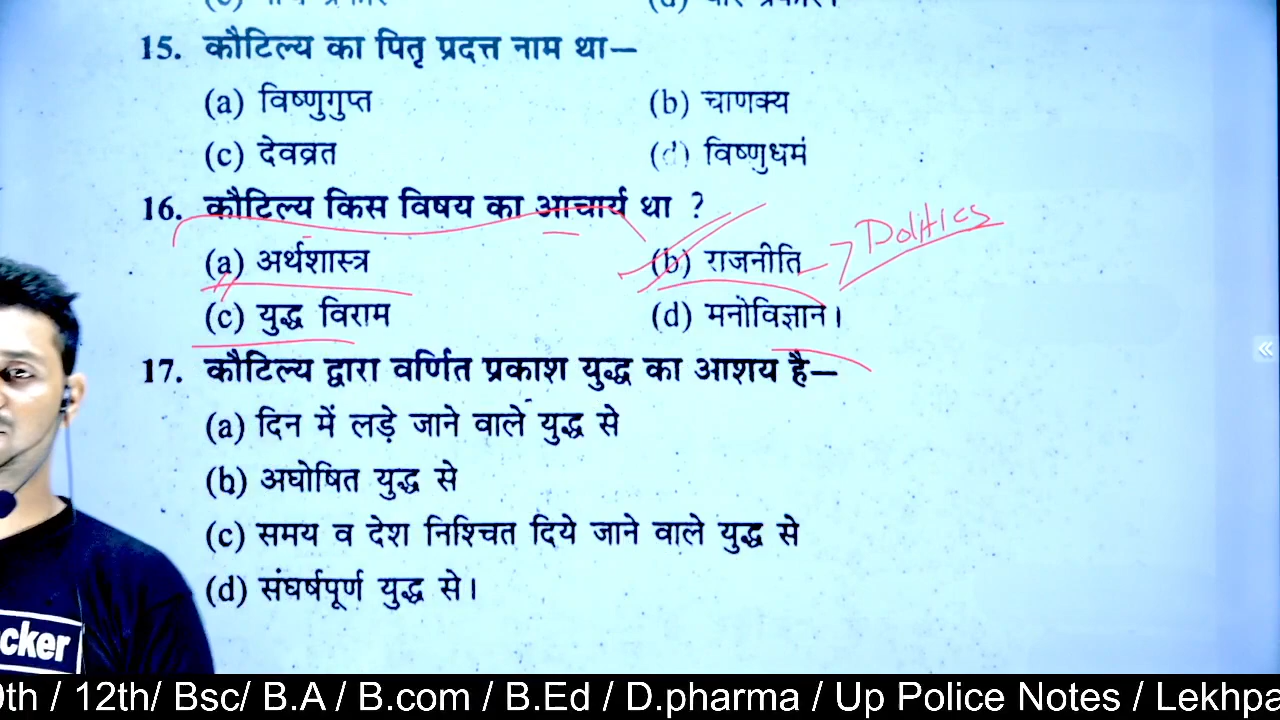 15. कौटिल्य का पितृ प्रदत्त नाम था–
(a) विष्णुगुप्त (b) चाणक्य
(c) देवव्रत (d) विष्णुधर्म
16. कौटिल्य किस विषय का आचार्य था ?
(a) अर्थशास्त्र (b) राजनीति Politics
(c) युद्ध विराम (d) मनोविज्ञान।
17. कौटिल्य द्वारा वर्णित प्रकाश युद्ध का आशय है–
(a) दिन में लड़े जाने वाले युद्ध से
(b) अघोषित युद्ध से
(c) समय व देश निश्चित दिये जाने वाले युद्ध से
(d) संघर्षपूर्ण युद्ध से।
cker
0th / 12th/ Bsc/ B.A / B.com / B.Ed / D.pharma / Up Police Notes / Lekhpa